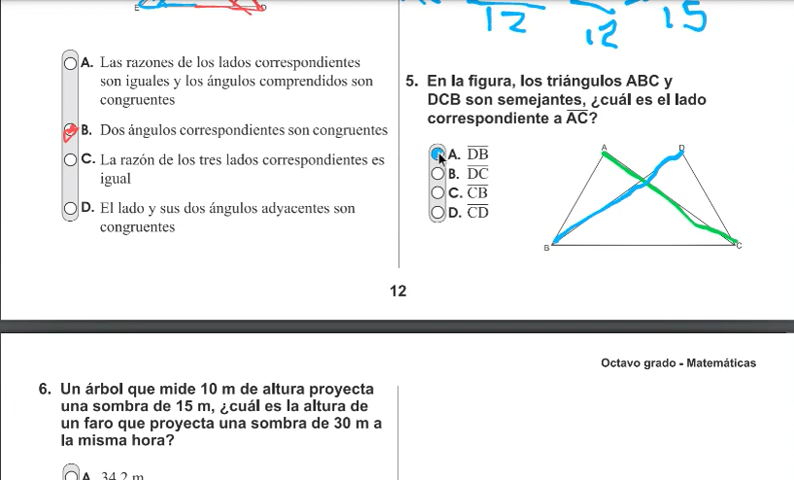 E
D
12
12
15
A. Las razones de los lados correspondientes
son iguales y los ángulos comprendidos son
congruentes
B. Dos ángulos correspondientes son congruentes
C. La razón de los tres lados correspondientes es
igual
D. El lado y sus dos ángulos adyacentes son
congruentes
5. En la figura, los triángulos ABC y
DCB son semejantes, ¿cuál es el lado
correspondiente a AC?
A. DB
B. DC
C. CB
D. CD
A
D
B
C
12
Octavo grado - Matemáticas
6. Un árbol que mide 10 m de altura proyecta
una sombra de 15 m, ¿cuál es la altura de
un faro que proyecta una sombra de 30 m a
la misma hora?
A. 34.2 m